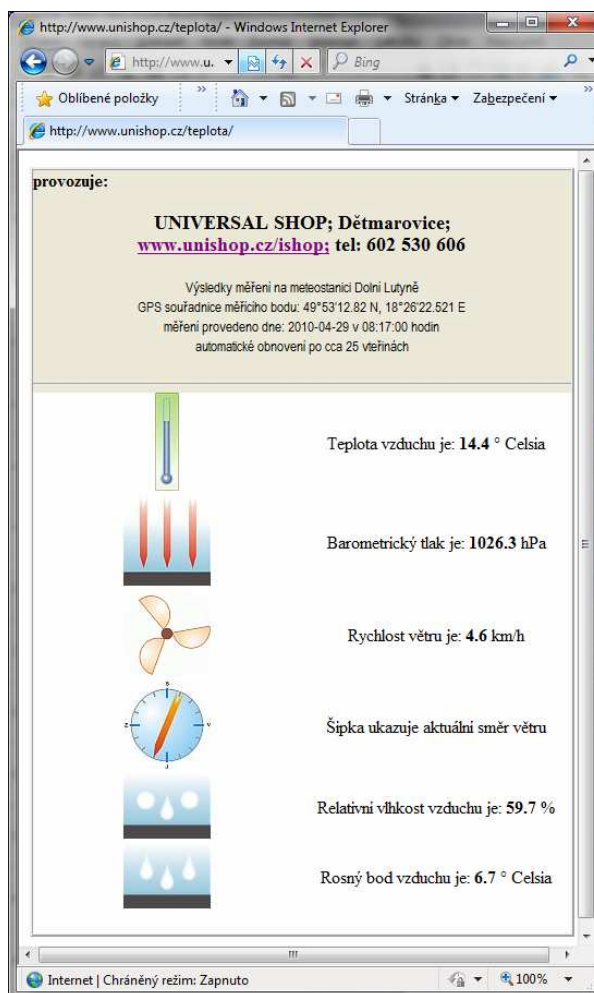 http://www.unishop.cz/teplota/ - Windows Internet Explorer
http://www.u.
Bing
Oblíbené položky
»
Stránka
Zabezpečení
»
http://www.unishop.cz/teplota/
provozuje:
UNIVERSAL SHOP; Dětmarovice;
www.unishop.cz/ishop; tel: 602 530 606
Výsledky měření na meteostanici Dolní Lutyně
GPS souřadnice měřícího bodu: 49°53'12.82 N, 18°26'22.521 E
měření provedeno dne: 2010-04-29 v 08:17:00 hodin
automatické obnovení po cca 25 vteřinách
Teplota vzduchu je: 14.4 ° Celsia
Barometrický tlak je: 1026.3 hPa
Rychlost větru je: 4.6 km/h
S
Z
V
J
Šipka ukazuje aktuální směr větru
Relativní vlhkost vzduchu je: 59.7 %
Rosný bod vzduchu je: 6.7 ° Celsia
Internet | Chráněný režim: Zapnuto
100%